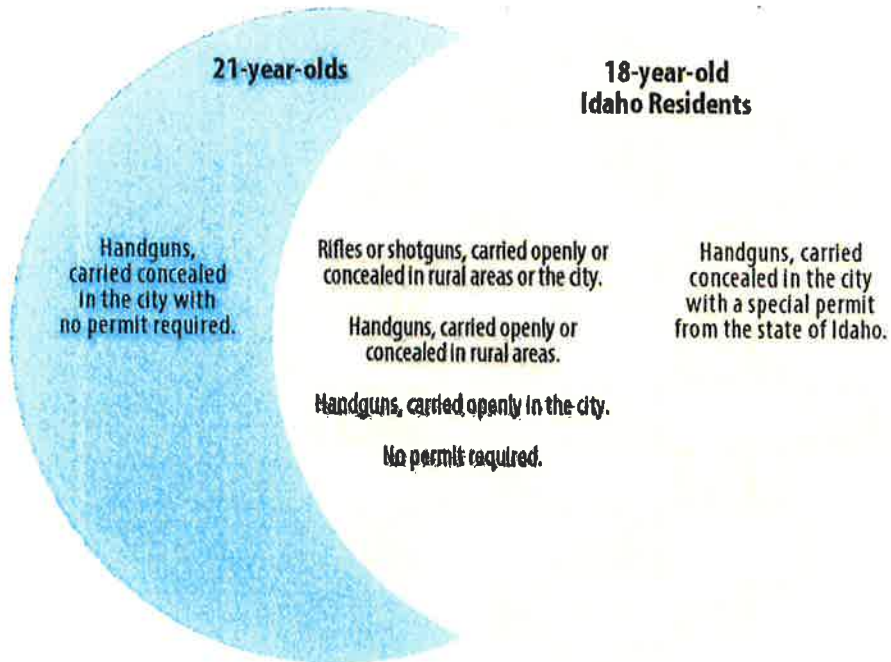 21-year-olds
18-year-old
Idaho Residents
Handguns,
carried concealed
in the city with
no permit required.
Rifles or shotguns, carried openly or
concealed in rural areas or the city.
Handguns, carried openly or
concealed in rural areas.
Handguns, carried openly in the city.
No permit required.
Handguns, carried
concealed in the city
with a special permit
from the state of Idaho.